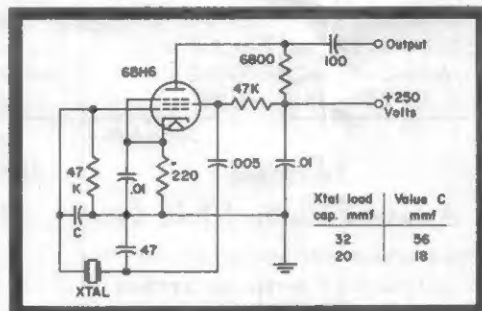 6BH6
6800
100
Output
47K
+250
Volts
47
K
.01
220
.005
.01
C
47
XTAL
Xtal load
cap. mmf
Value C
mmf
32
56
20
18